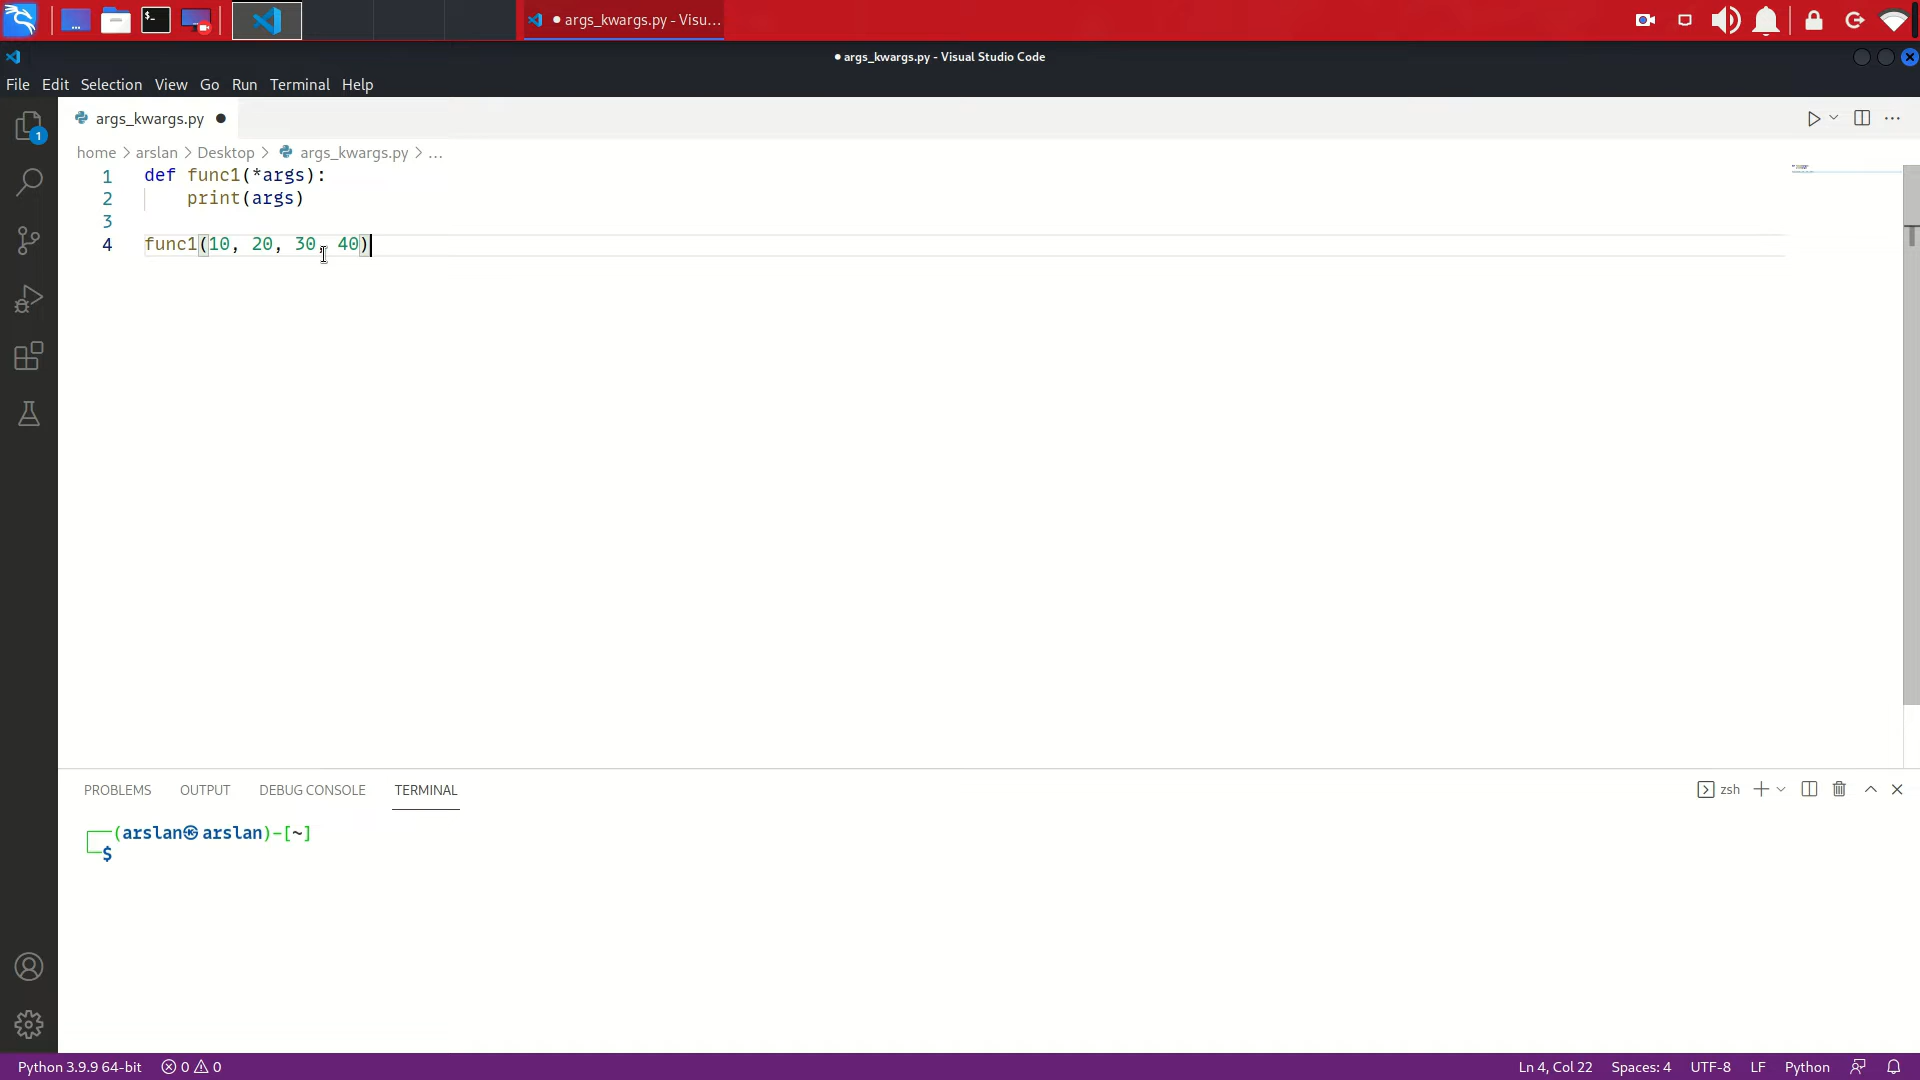 ● args_kwargs.py - Visu...
● args_kwargs.py - Visual Studio Code
File Edit Selection View Go Run Terminal Help
args_kwargs.py ●
home > arslan > Desktop > args_kwargs.py > ...
1 def func1(*args):
2 print(args)
3
4 func1(10, 20, 30, 40)
1
PROBLEMS OUTPUT DEBUG CONSOLE TERMINAL
zsh
┌──(arslan㉿arslan)-[~]
└─$
Python 3.9.9 64-bit 0 0 Ln 4, Col 22 Spaces: 4 UTF-8 LF Python